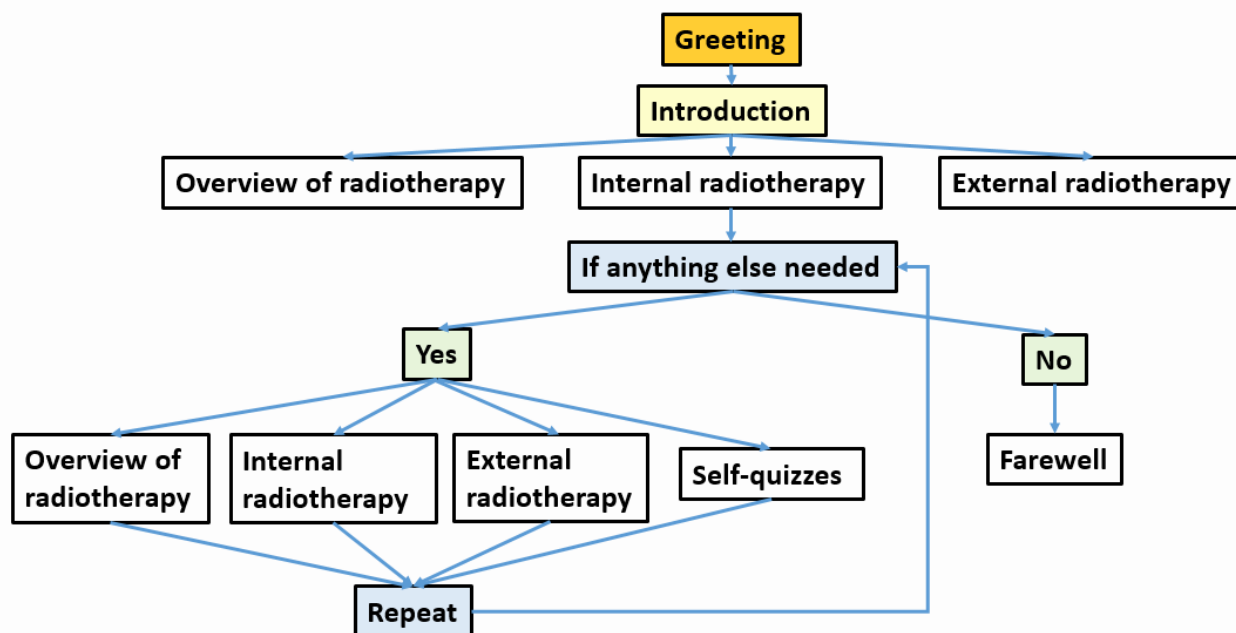 Greeting
Introduction
Overview of radiotherapy
Internal radiotherapy
External radiotherapy
If anything else needed
Yes
No
Overview of
radiotherapy
Internal
radiotherapy
External
radiotherapy
Self-quizzes
Farewell
Repeat